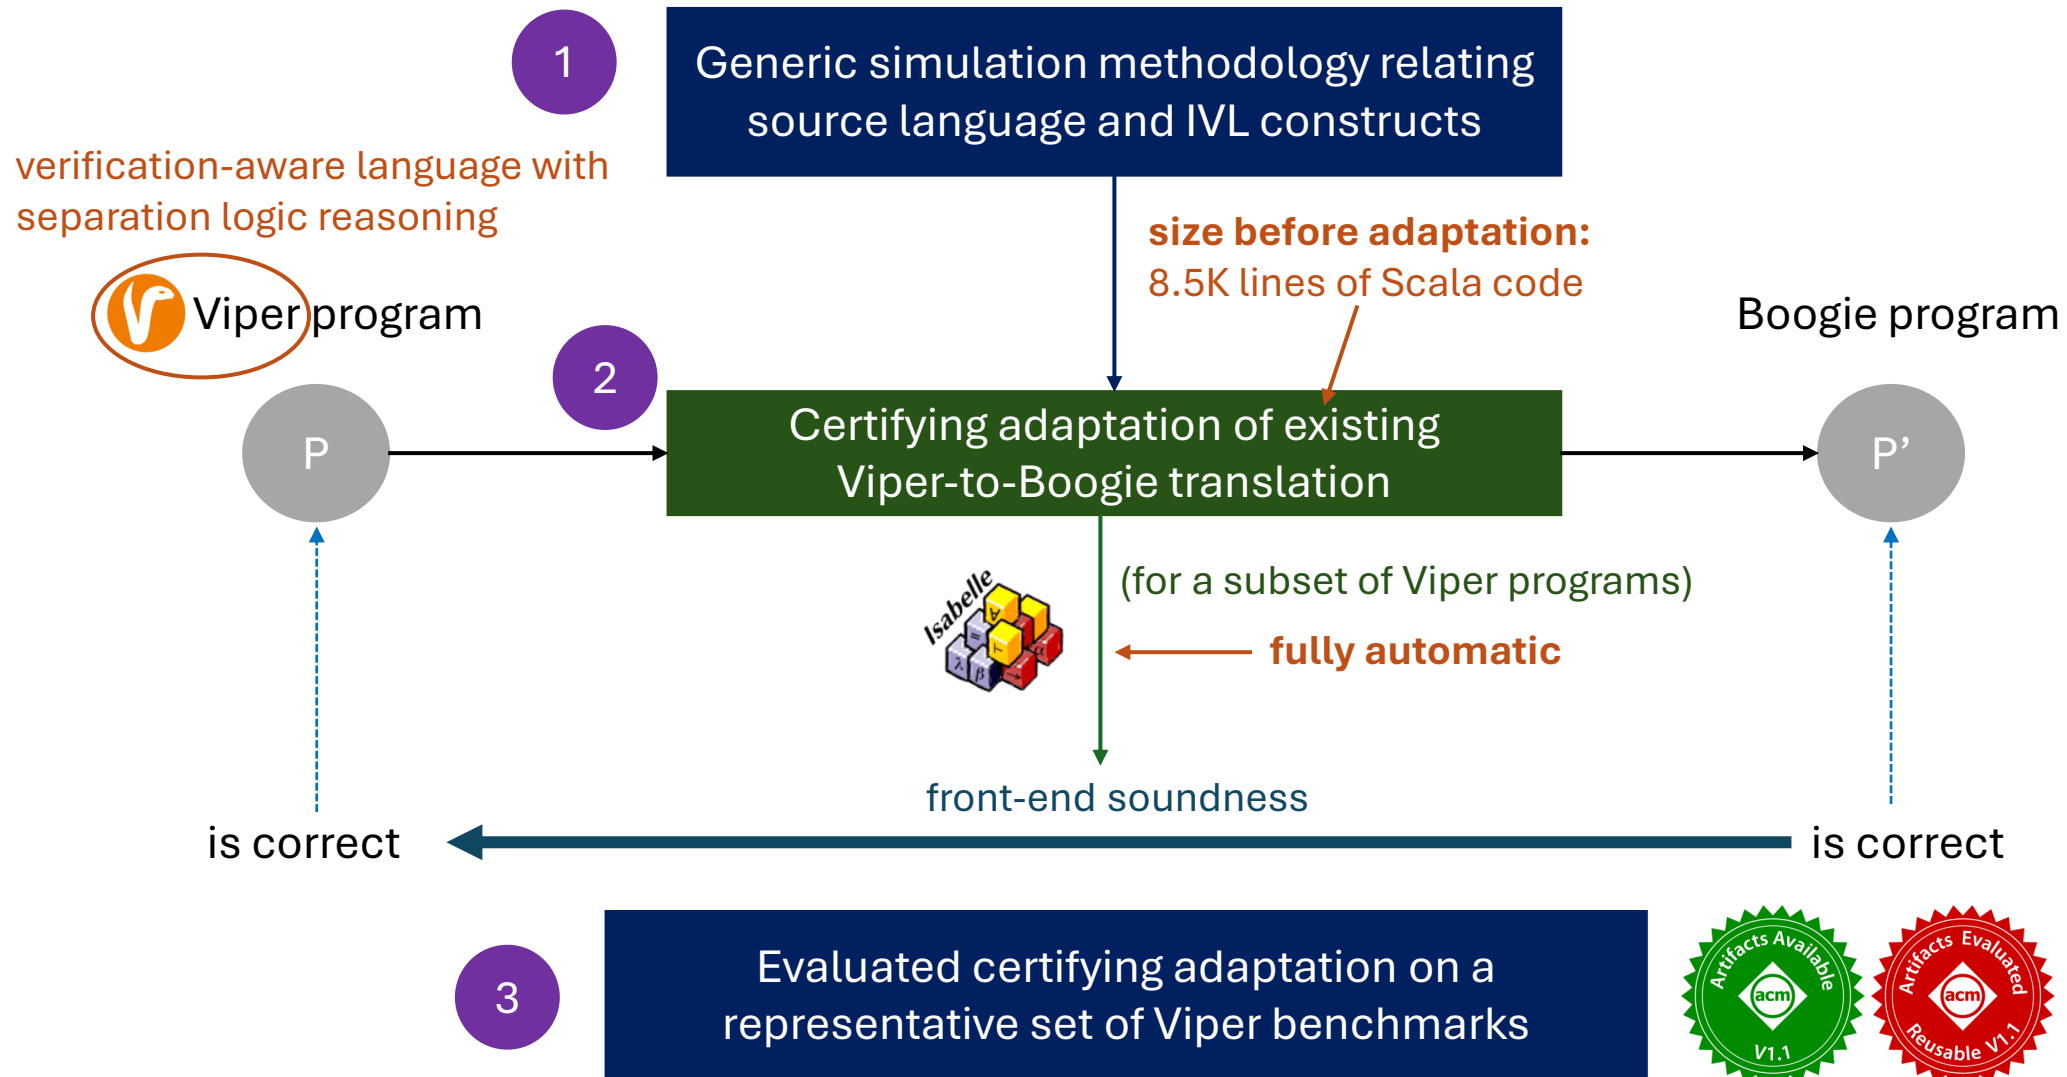 1
Generic simulation methodology relating
source language and IVL constructs
verification-aware language with
separation logic reasoning
size before adaptation:
8.5K lines of Scala code
Viper program
Boogie program
2
Certifying adaptation of existing
Viper-to-Boogie translation
P
P’
(for a subset of Viper programs)
Isabelle
∀
=
⊢
α
λ
β
→
fully automatic
front-end soundness
is correct
is correct
3
Evaluated certifying adaptation on a
representative set of Viper benchmarks
Artifacts Available
acm
V1.1
Artifacts Evaluated
acm
Reusable V1.1